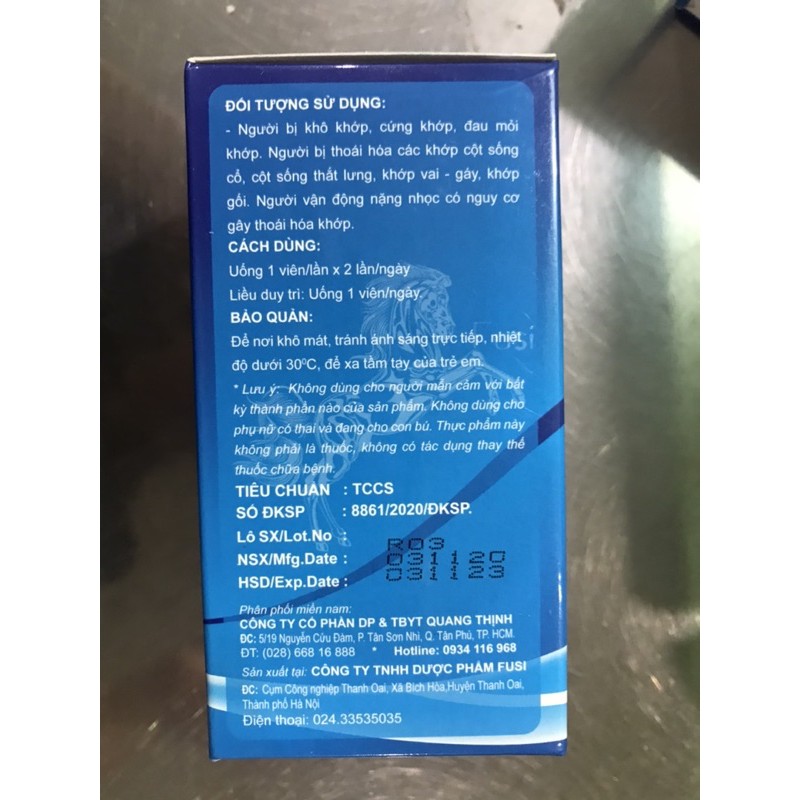 ĐỐI TƯỢNG SỬ DỤNG:
- Người bị khô khớp, cứng khớp, đau mỏi
khớp. Người bị thoái hóa các khớp cột sống
cổ, cột sống thắt lưng, khớp vai - gáy, khớp
gối. Người vận động nặng nhọc có nguy cơ
gây thoái hóa khớp.
CÁCH DÙNG:
Uống 1 viên/lần x 2 lần/ngày
Liều duy trì: Uống 1 viên/ngày.
BẢO QUẢN:
Để nơi khô mát, tránh ánh sáng trực tiếp, nhiệt
độ dưới 30⁰C, để xa tầm tay của trẻ em.
* Lưu ý: Không dùng cho người mẫn cảm với bất
kỳ thành phần nào của sản phẩm. Không dùng cho
phụ nữ có thai và đang cho con bú. Thực phẩm này
không phải là thuốc, không có tác dụng thay thế
thuốc chữa bệnh.
TIÊU CHUẨN : TCCS
SỐ ĐKSP : 8861/2020/ĐKSP.
Lô SX/Lot.No : R03
NSX/Mfg.Date :
HSD/Exp.Date :
Phân phối miền nam:
CÔNG TY CỔ PHẦN DP & TBYT QUANG THỊNH
ĐC: 5/19 Nguyễn Cửu Đàm, P. Tân Sơn Nhì, Q. Tân Phú, TP. HCM.
ĐT: (028) 668 16 888 * Hotline: 0934 116 968
Sản xuất tại: CÔNG TY TNHH DƯỢC PHẨM FUSI
ĐC: Cụm Công nghiệp Thanh Oai, Xã Bích Hòa,Huyện Thanh Oai,
Thành phố Hà Nội
Điện thoại: 024.33535035